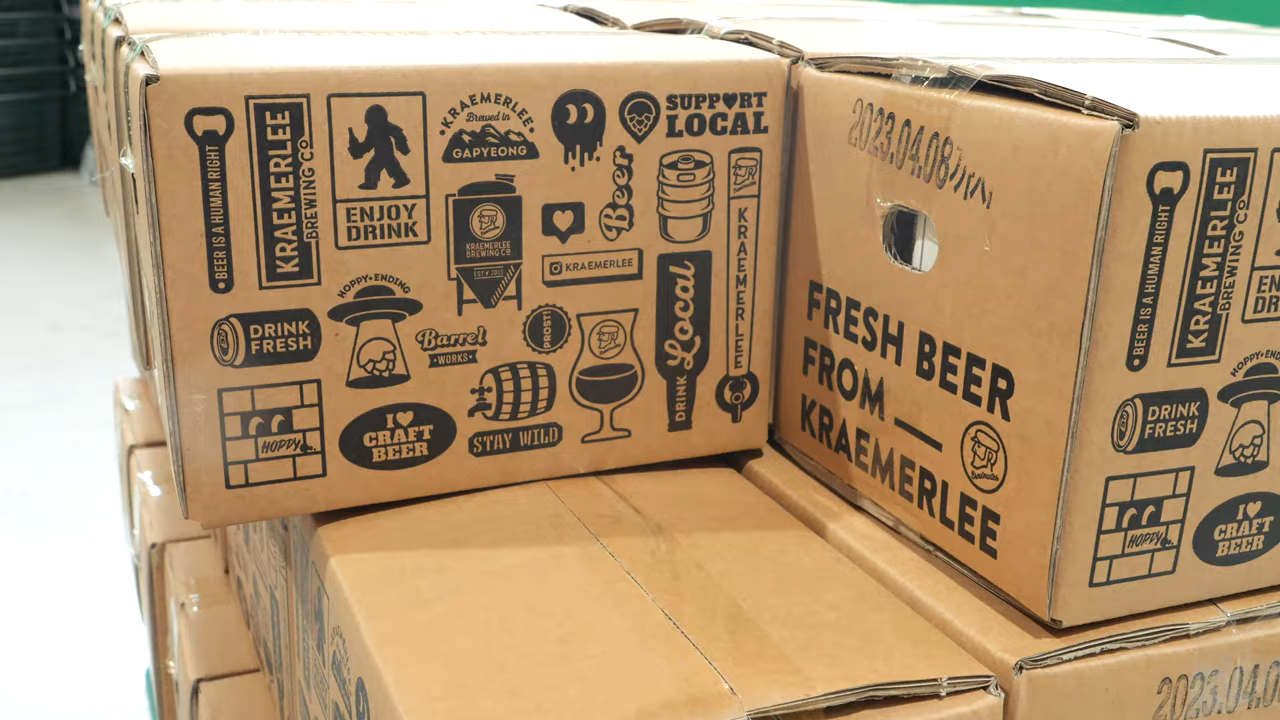 BEER IS A HUMAN RIGHT
KRAEMERLEE
BREWING CO
ENJOY
DRINK
KRAEMERLEE
Brewed in
GAPYEONG
SUPPORT
LOCAL
Beer
KRAEMERLEE
BREWING CO
EST 2015
KRAEMERLEE
KRAEMERLEE
DRINK Local
HOPPY•ENDING
DRINK
FRESH
Barrel
•WORKS•
PROST!
HOPPY
I ♥
CRAFT
BEER
STAY WILD
2023.04.08
FRESH BEER
FROM —
KRAEMERLEE
BEER IS A HUMAN RIGHT
KRAEMERLEE
BREWING CO
DRINK
FRESH
HOPPY
I ♥
CRAFT
BEER